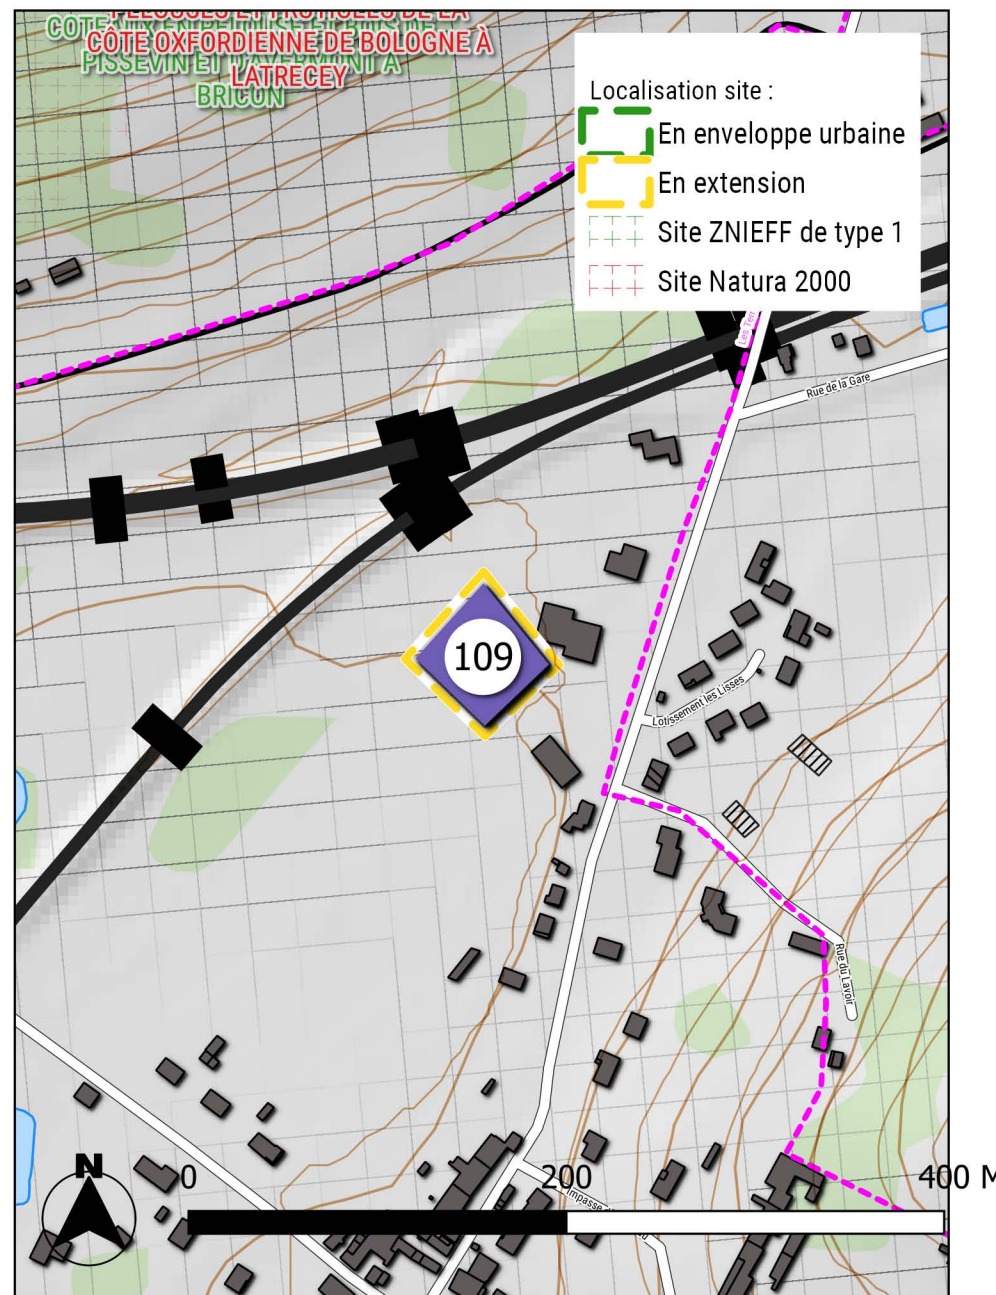 CÔTE OXFORDIENNE DE BOLOGNE À
LATRECEY
BRICON
Localisation site :
En enveloppe urbaine
En extension
Site ZNIEFF de type 1
Site Natura 2000
Rue de la Gare
109
Lotissement les Lisses
Rue du Lavoir
N
0 200 400 M
Impasse